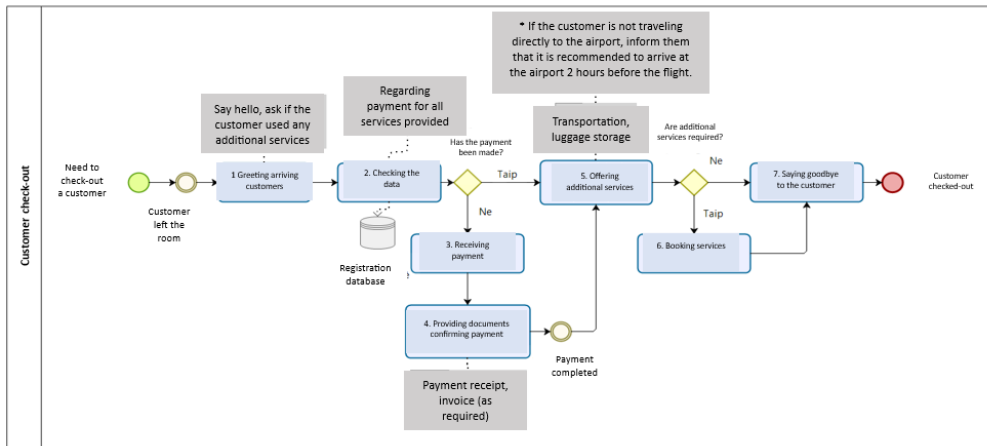 * If the customer is not traveling
directly to the airport, inform them
that it is recommended to arrive at
the airport 2 hours before the flight.
Regarding
payment for all
services provided
Say hello, ask if the
customer used any
additional services
Transportation,
luggage storage
Are additional
services required?
Has the payment
been made?
Customer check-out
Need to
check-out
a customer
Customer
left the
room
1 Greeting arriving
customers
2. Checking the
data
Taip
Ne
5. Offering
additional services
Ne
Taip
7. Saying goodbye
to the customer
Customer
checked-out
Registration
database
3. Receiving
payment
6. Booking services
4. Providing documents
confirming payment
Payment
completed
Payment receipt,
invoice (as
required)